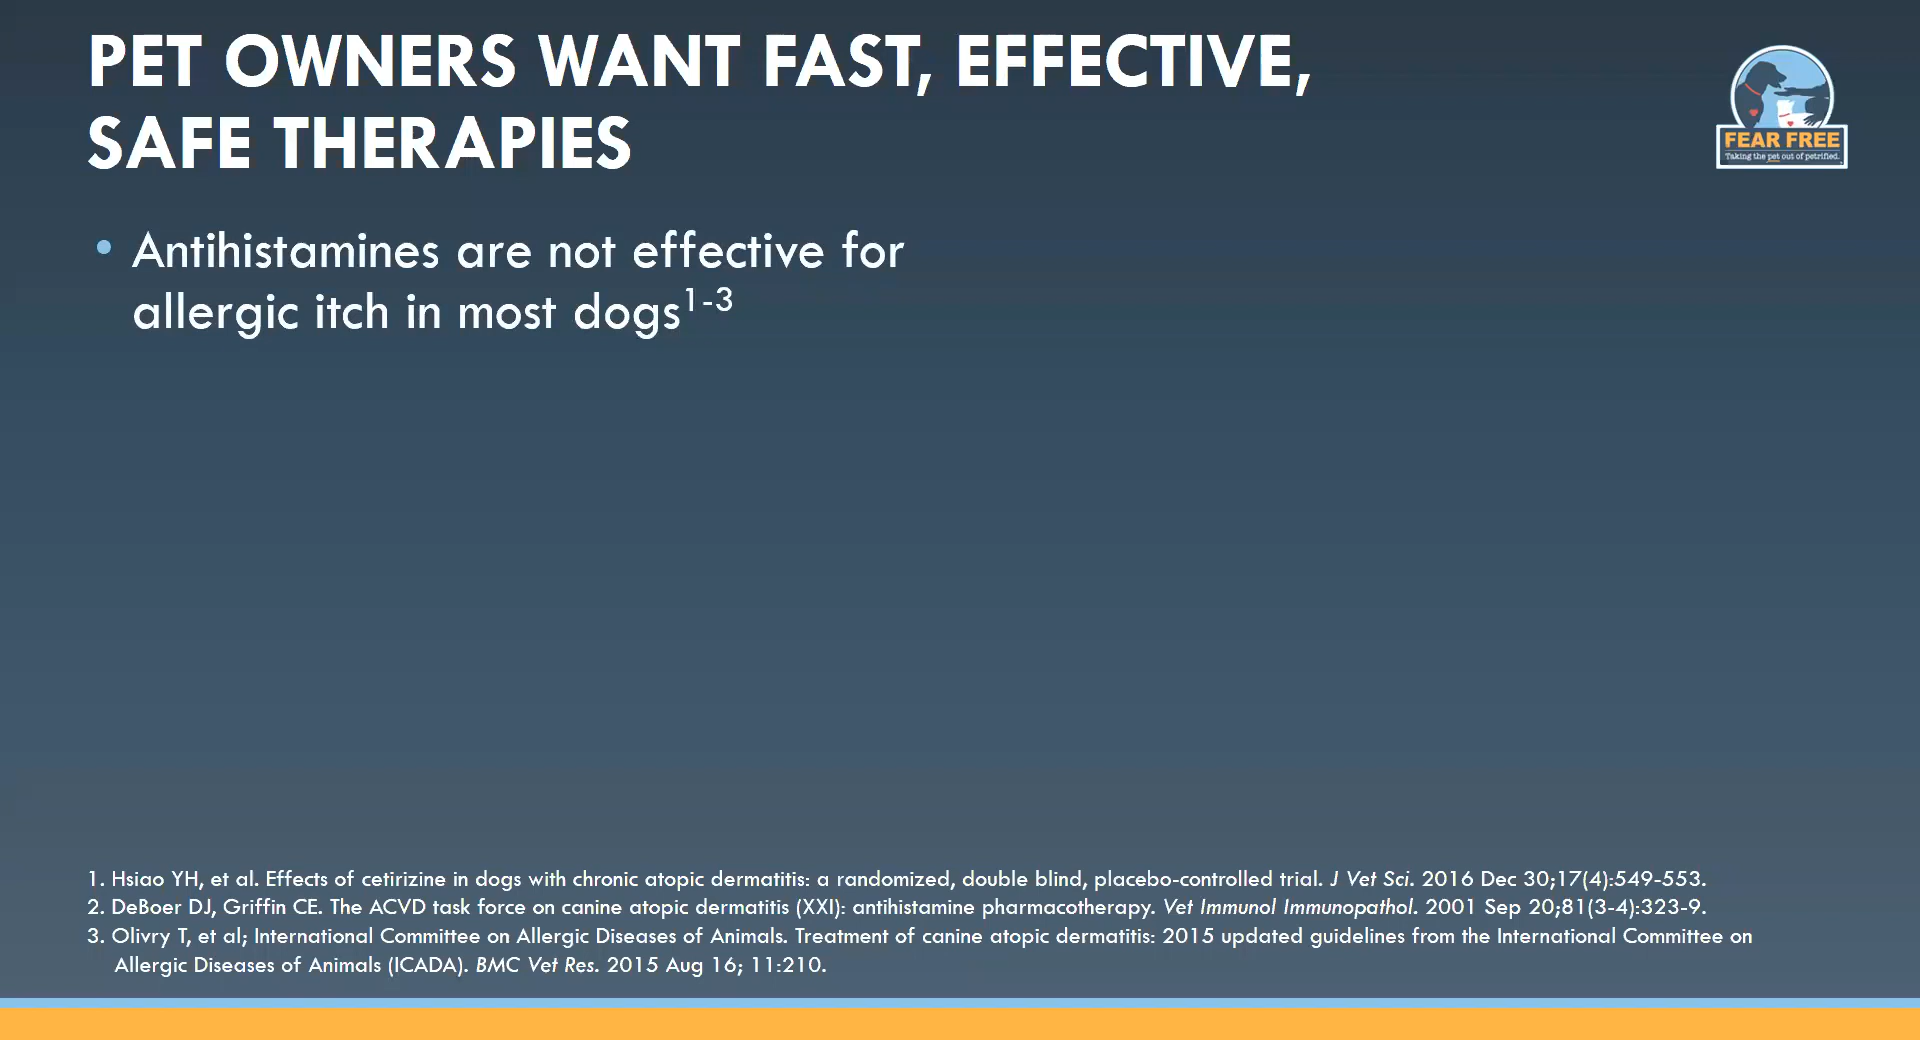 PET OWNERS WANT FAST, EFFECTIVE,
SAFE THERAPIES
FEAR FREE
Taking the pet out of petrified.
• Antihistamines are not effective for
allergic itch in most dogs¹⁻³
1. Hsiao YH, et al. Effects of cetirizine in dogs with chronic atopic dermatitis: a randomized, double blind, placebo-controlled trial. J Vet Sci. 2016 Dec 30;17(4):549-553.
2. DeBoer DJ, Griffin CE. The ACVD task force on canine atopic dermatitis (XXI): antihistamine pharmacotherapy. Vet Immunol Immunopathol. 2001 Sep 20;81(3-4):323-9.
3. Olivry T, et al; International Committee on Allergic Diseases of Animals. Treatment of canine atopic dermatitis: 2015 updated guidelines from the International Committee on
Allergic Diseases of Animals (ICADA). BMC Vet Res. 2015 Aug 16; 11:210.